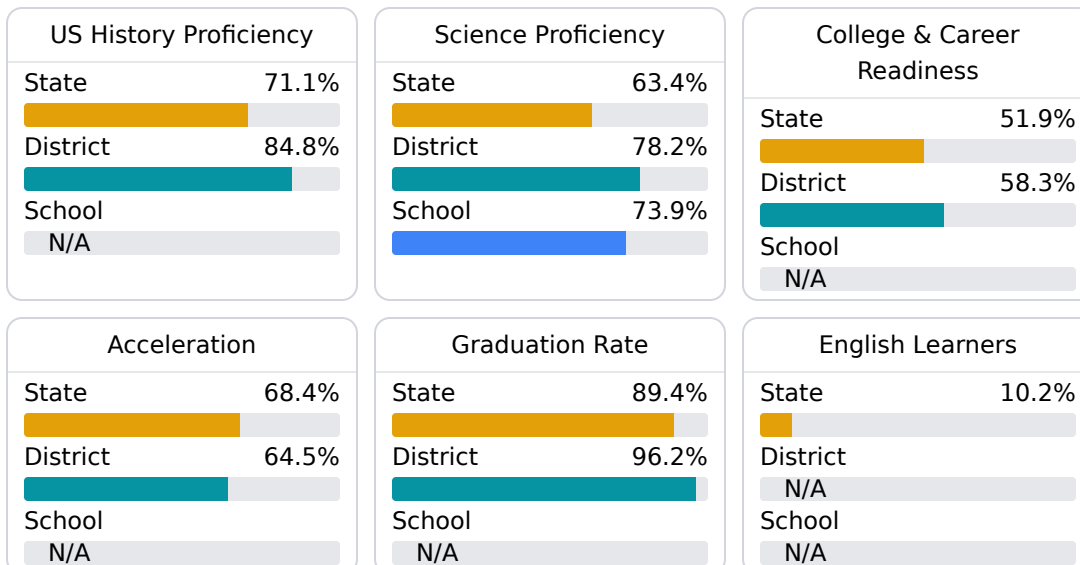 US History Proficiency
State 71.1%
District 84.8%
School
N/A
Science Proficiency
State 63.4%
District 78.2%
School 73.9%
College & Career
Readiness
State 51.9%
District 58.3%
School
N/A
Acceleration
State 68.4%
District 64.5%
School
N/A
Graduation Rate
State 89.4%
District 96.2%
School
N/A
English Learners
State 10.2%
District
N/A
School
N/A